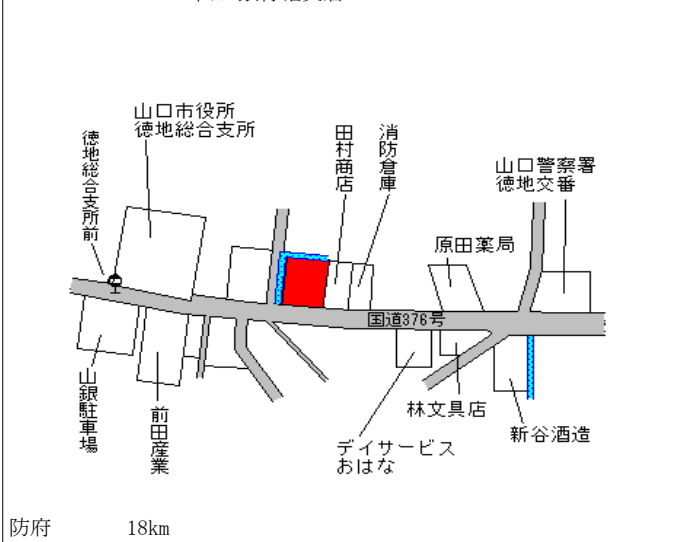 山口市役所
徳地総合支所
徳地総合支所前
田村商店
消防倉庫
山口警察署
徳地交番
原田薬局
国道376号
山銀駐車場
前田産業
林文具店
デイサービス
おはな
新谷酒造
防府 18km